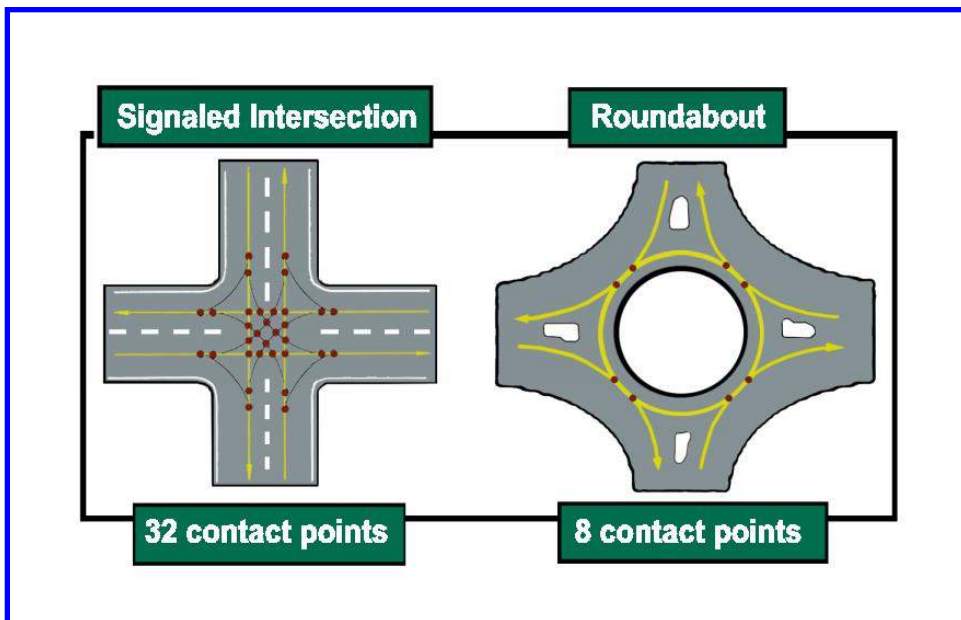 Signaled Intersection
Roundabout
32 contact points
8 contact points